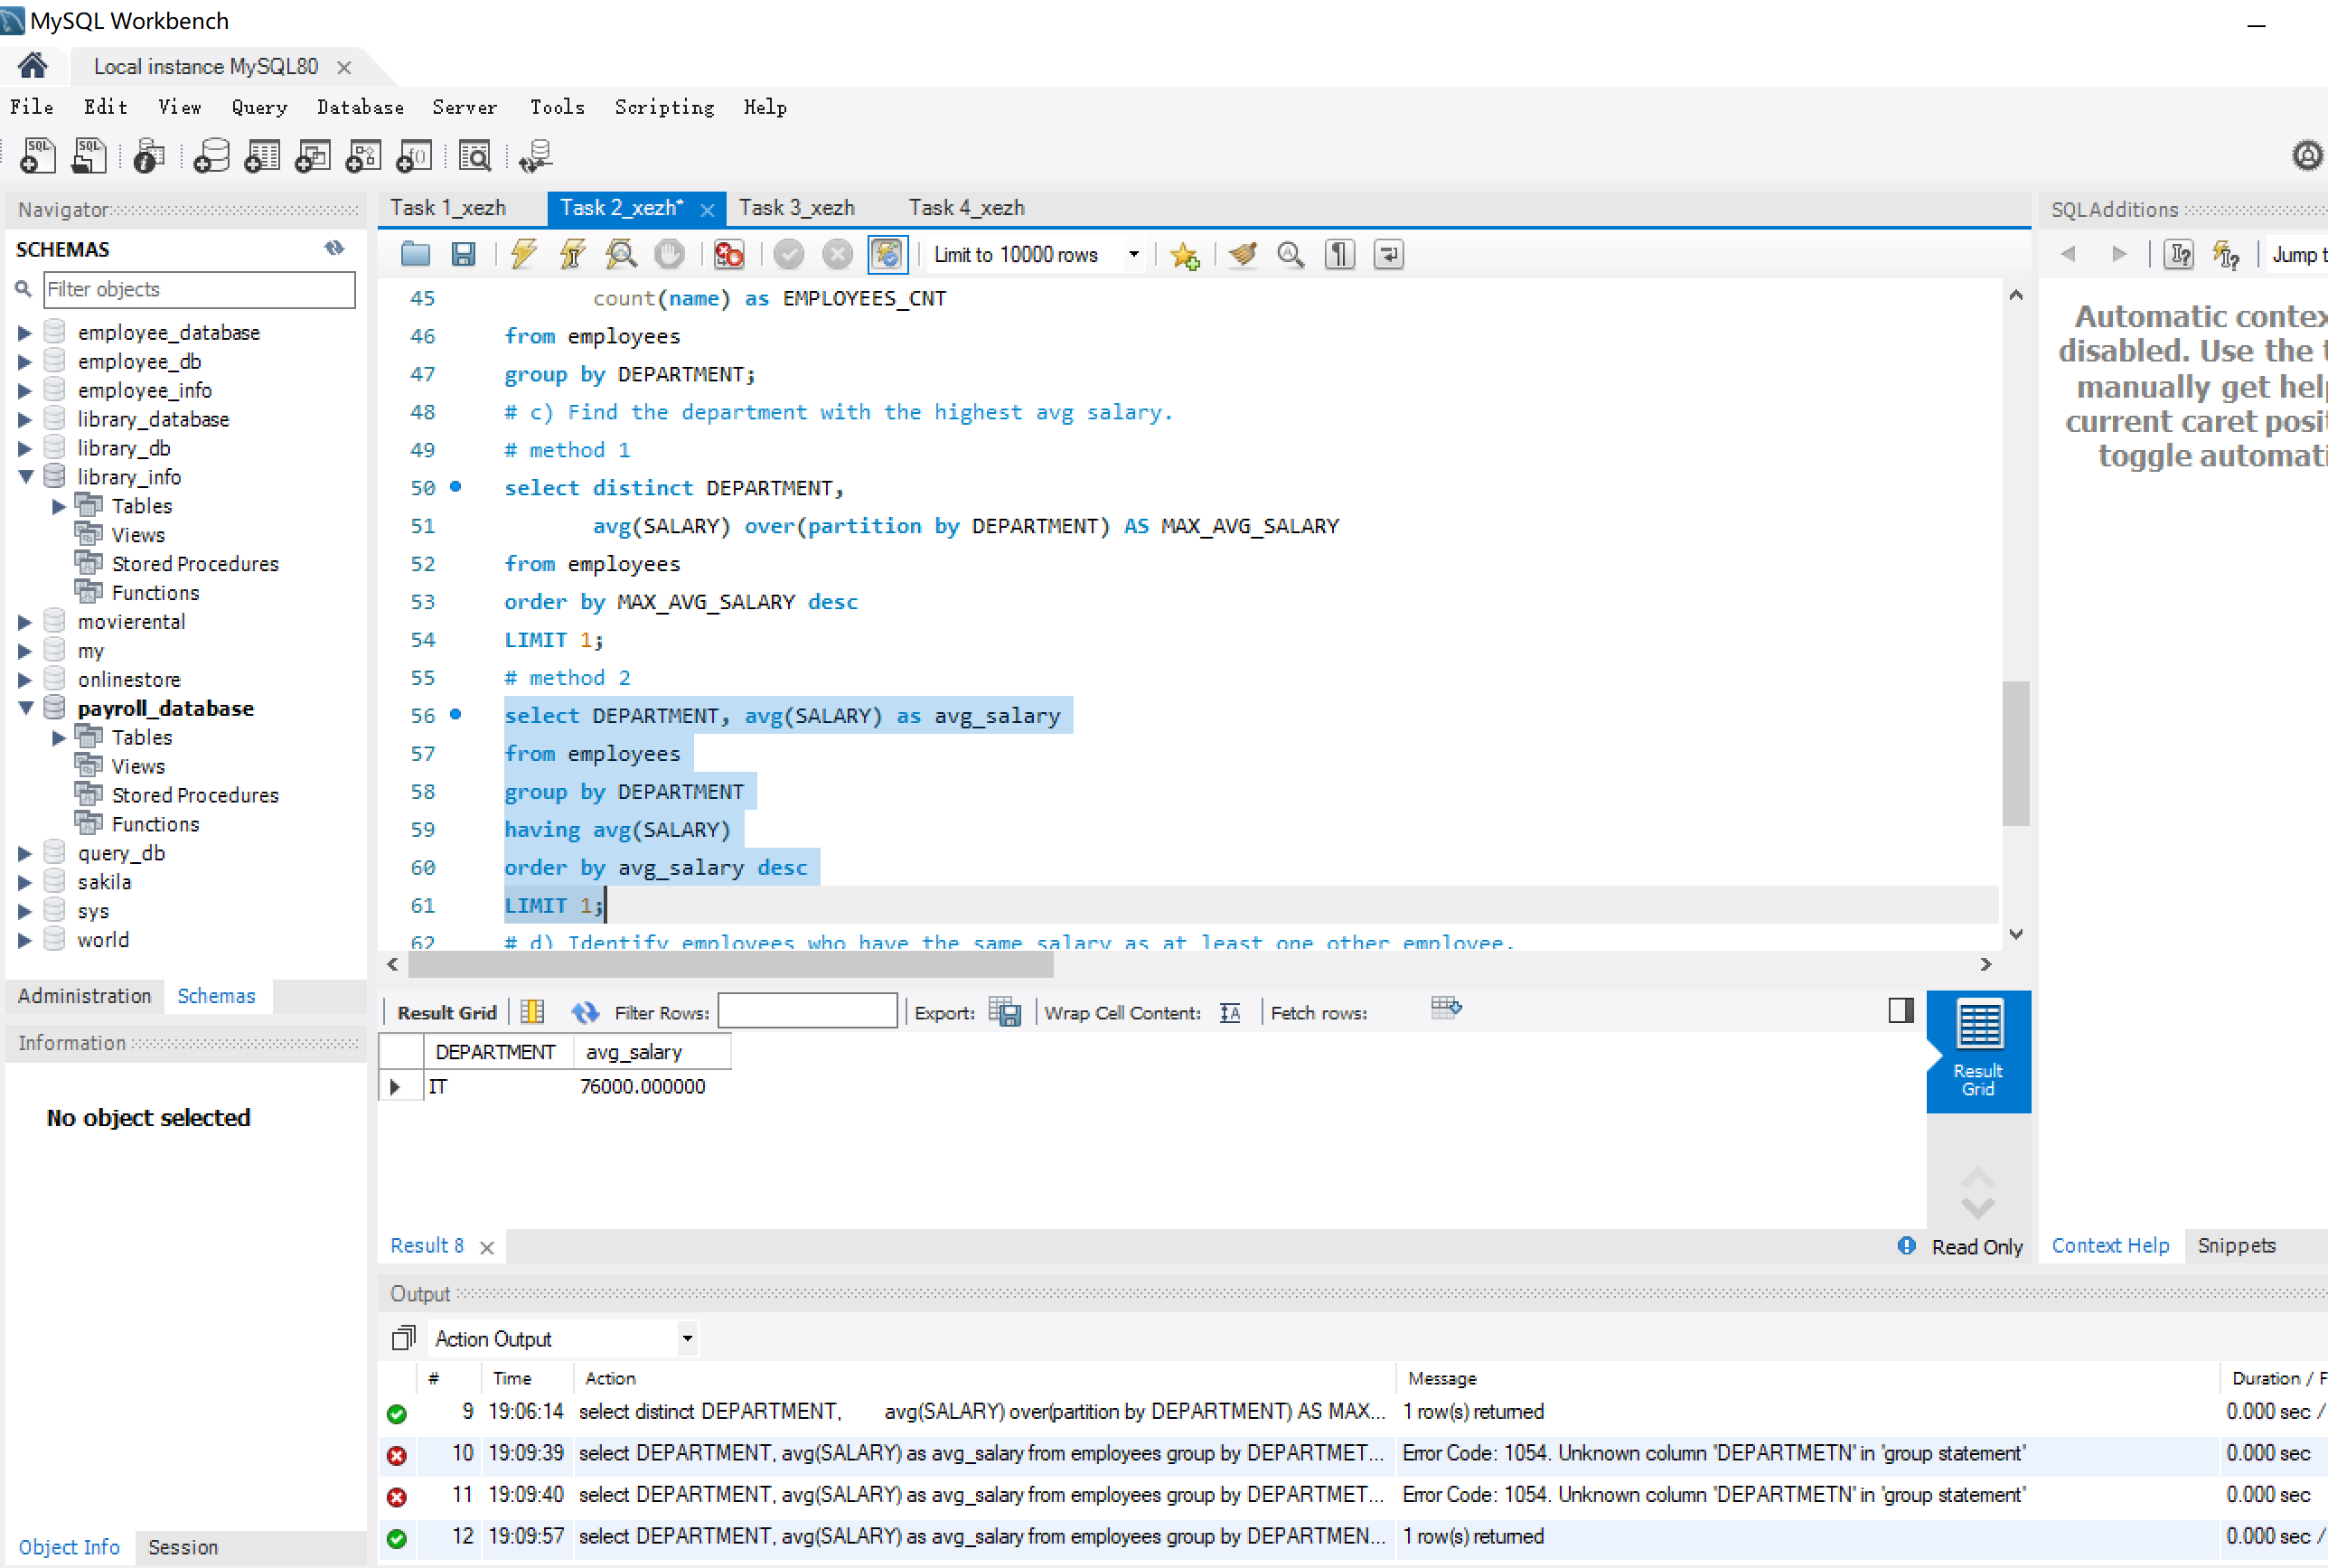 MySQL Workbench
Local instance MySQL80
File Edit View Query Database Server Tools Scripting Help
Navigator
SCHEMAS
Filter objects
employee_database
employee_db
employee_info
library_database
library_db
library_info
Tables
Views
Stored Procedures
Functions
movierental
my
onlinestore
payroll_database
Tables
Views
Stored Procedures
Functions
query_db
sakila
sys
world
Administration Schemas
Information
No object selected
Object Info Session
Task 1_xezh Task 2_xezh* Task 3_xezh Task 4_xezh
Limit to 10000 rows
45 count(name) as EMPLOYEES_CNT
46 from employees
47 group by DEPARTMENT;
48 # c) Find the department with the highest avg salary.
49 # method 1
50 select distinct DEPARTMENT,
51 avg(SALARY) over(partition by DEPARTMENT) AS MAX_AVG_SALARY
52 from employees
53 order by MAX_AVG_SALARY desc
54 LIMIT 1;
55 # method 2
56 select DEPARTMENT, avg(SALARY) as avg_salary
57 from employees
58 group by DEPARTMENT
59 having avg(SALARY)
60 order by avg_salary desc
61 LIMIT 1;
62 # d) Identify employees who have the same salary as at least one other employee.
Result Grid Filter Rows: Export: Wrap Cell Content: Fetch rows:
DEPARTMENT avg_salary
IT 76000.000000
Result Grid
Result 8 Read Only
SQLAdditions
Jump t
Automatic contex
disabled. Use the t
manually get help
current caret posit
toggle automati
Context Help Snippets
Output
Action Output
# Time Action Message Duration / F
9 19:06:14 select distinct DEPARTMENT, avg(SALARY) over(partition by DEPARTMENT) AS MAX... 1 row(s) returned 0.000 sec /
10 19:09:39 select DEPARTMENT, avg(SALARY) as avg_salary from employees group by DEPARTMET... Error Code: 1054. Unknown column 'DEPARTMETN' in 'group statement' 0.000 sec
11 19:09:40 select DEPARTMENT, avg(SALARY) as avg_salary from employees group by DEPARTMET... Error Code: 1054. Unknown column 'DEPARTMETN' in 'group statement' 0.000 sec
12 19:09:57 select DEPARTMENT, avg(SALARY) as avg_salary from employees group by DEPARTMEN... 1 row(s) returned 0.000 sec /